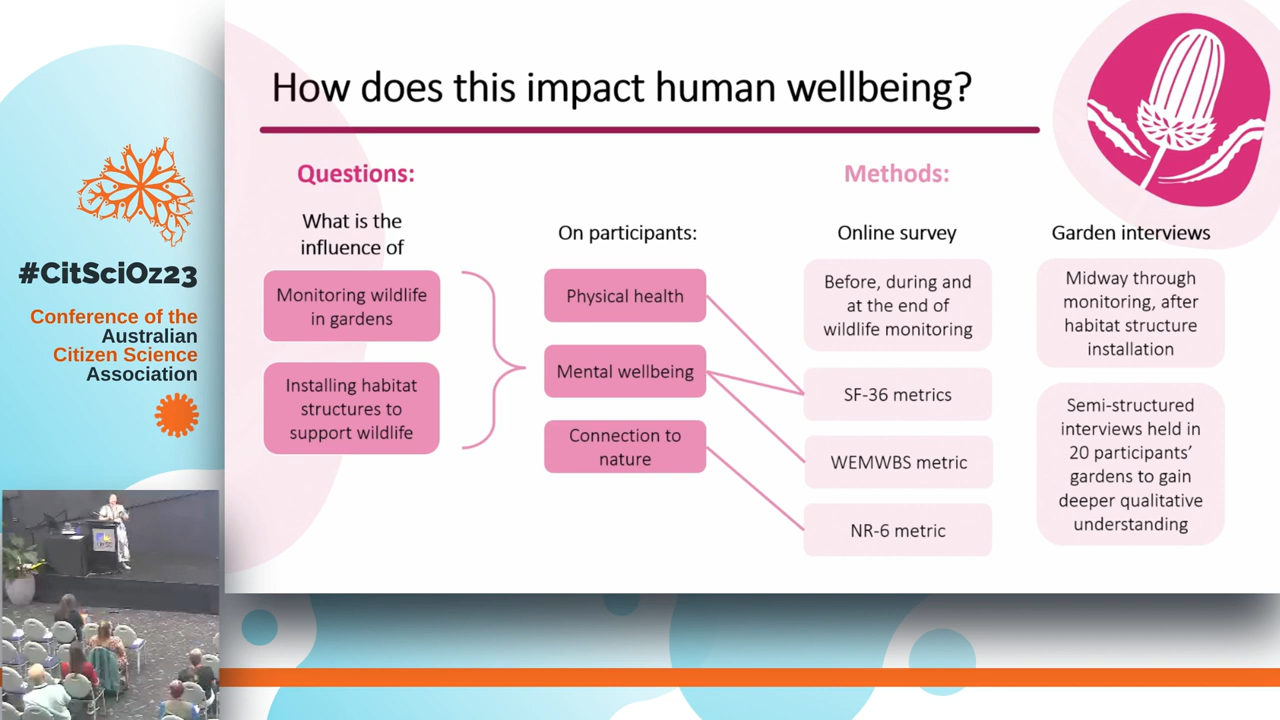 How does this impact human wellbeing?
Questions:
What is the
influence of
Monitoring wildlife
in gardens
Installing habitat
structures to
support wildlife
On participants:
Physical health
Mental wellbeing
Connection to
nature
Methods:
Online survey
Before, during and
at the end of
wildlife monitoring
SF-36 metrics
WEMWBS metric
NR-6 metric
Garden interviews
Midway through
monitoring, after
habitat structure
installation
Semi-structured
interviews held in
20 participants’
gardens to gain
deeper qualitative
understanding
#CitSciOz23
Conference of the
Australian
Citizen Science
Association